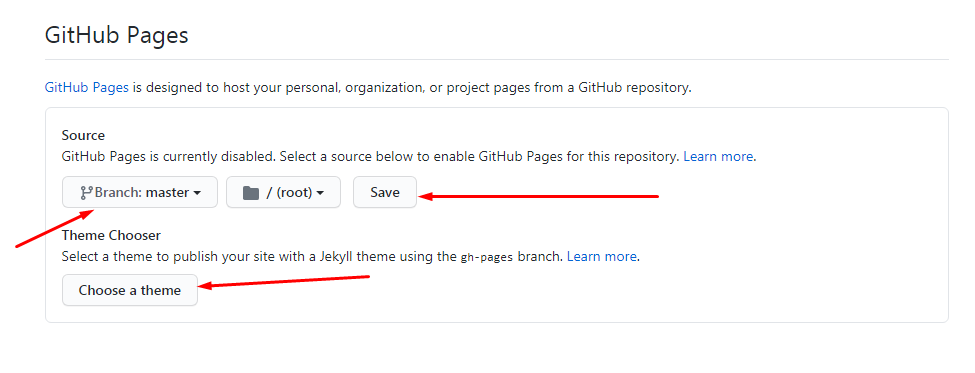 GitHub Pages
GitHub Pages is designed to host your personal, organization, or project pages from a GitHub repository.
Source
GitHub Pages is currently disabled. Select a source below to enable GitHub Pages for this repository. Learn more.
Branch: master / (root) Save
Theme Chooser
Select a theme to publish your site with a Jekyll theme using the gh-pages branch. Learn more.
Choose a theme